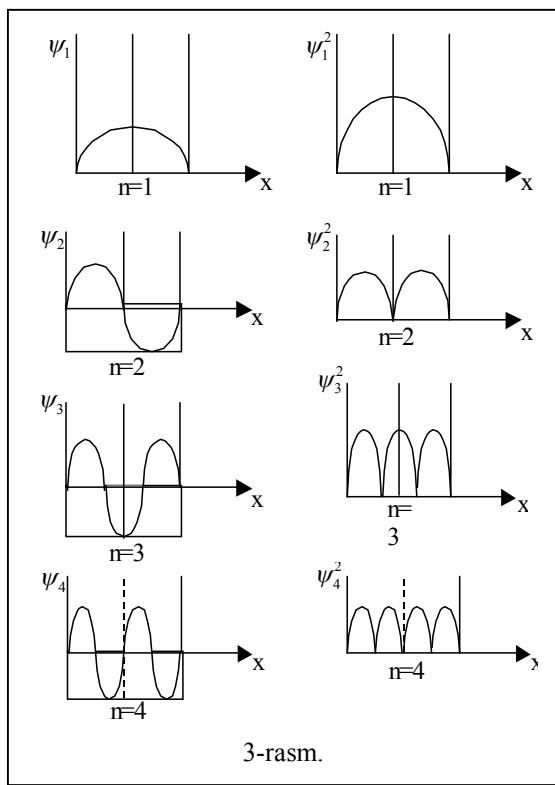 ψ₁ ψ₁²
x x
n=1 n=1
ψ₂ ψ₂²
x x
n=2 n=2
ψ₃ ψ₃²
x x
n=3 n=
3
ψ₄ ψ₄²
x x
n=4 n=4
3-rasm.